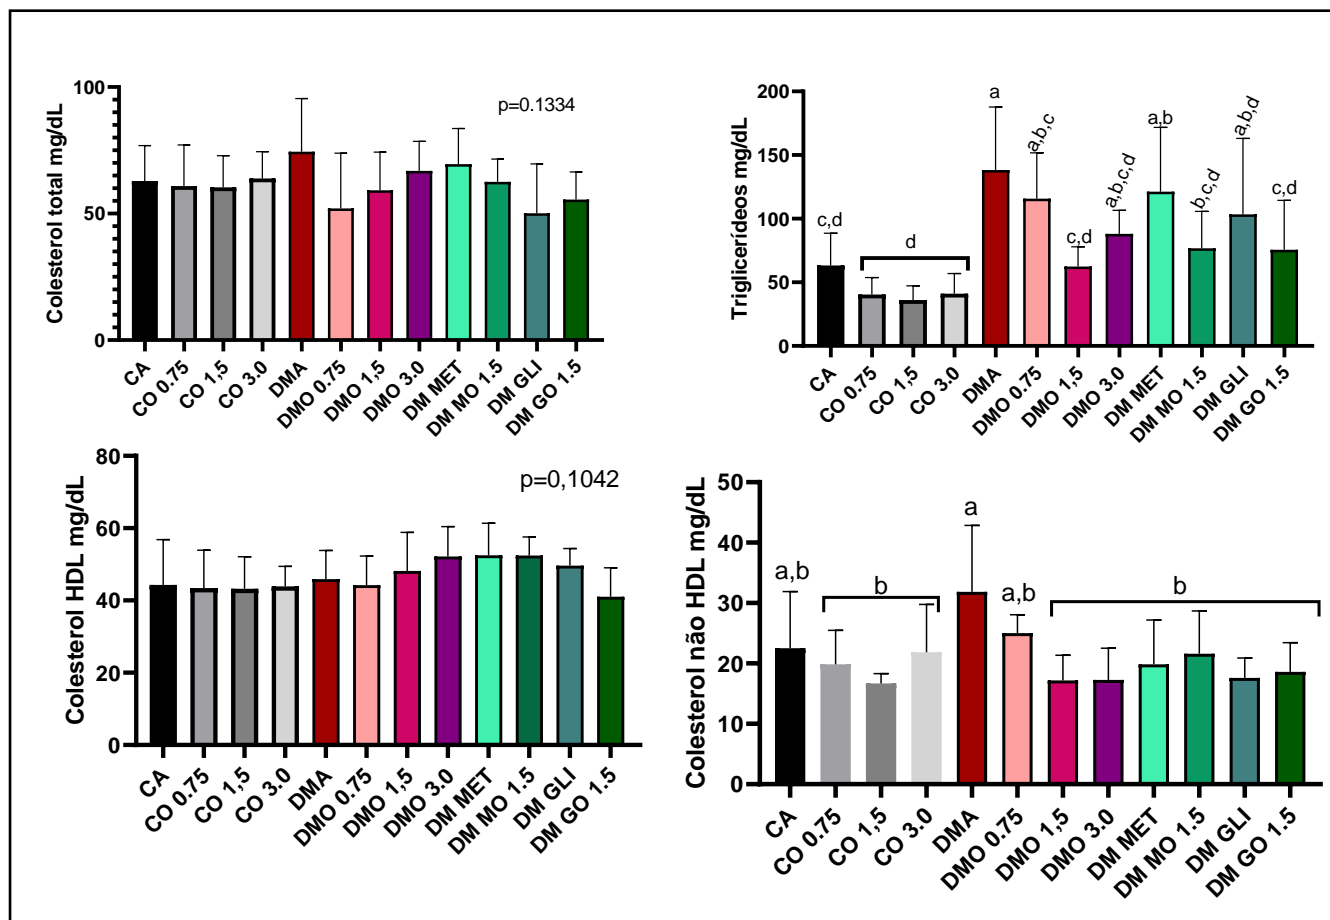 Colesterol total mg/dL
100
50
0
p=0.1334
CA
CO 0.75
CO 1,5
CO 3.0
DMA
DMO 0.75
DMO 1,5
DMO 3.0
DM MET
DM MO 1.5
DM GLI
DM GO 1.5
Triglicerídeos mg/dL
200
150
100
50
0
c,d
d
a
a,b,c
c,d
a,b,c,d
a,b
b,c,d
a,b,d
c,d
CA
CO 0.75
CO 1,5
CO 3.0
DMA
DMO 0.75
DMO 1,5
DMO 3.0
DM MET
DM MO 1.5
DM GLI
DM GO 1.5
Colesterol HDL mg/dL
80
60
40
20
0
p=0,1042
CA
CO 0.75
CO 1,5
CO 3.0
DMA
DMO 0.75
DMO 1,5
DMO 3.0
DM MET
DM MO 1.5
DM GLI
DM GO 1.5
Colesterol não HDL mg/dL
50
40
30
20
10
0
a,b
b
a
a,b
b
CA
CO 0.75
CO 1,5
CO 3.0
DMA
DMO 0.75
DMO 1,5
DMO 3.0
DM MET
DM MO 1.5
DM GLI
DM GO 1.5